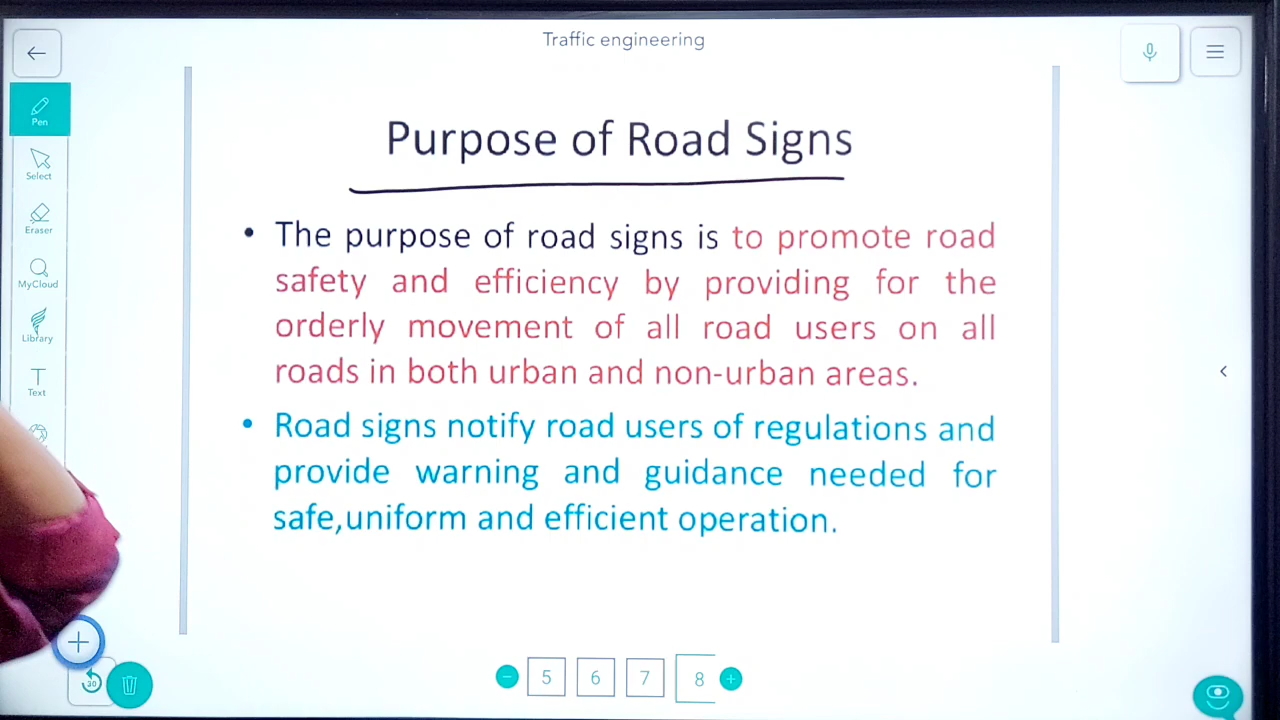 Traffic engineering
Pen
Select
Eraser
MyCloud
Library
Text
Purpose of Road Signs
• The purpose of road signs is to promote road
safety and efficiency by providing for the
orderly movement of all road users on all
roads in both urban and non-urban areas.
• Road signs notify road users of regulations and
provide warning and guidance needed for
safe,uniform and efficient operation.
30
5 6 7 8